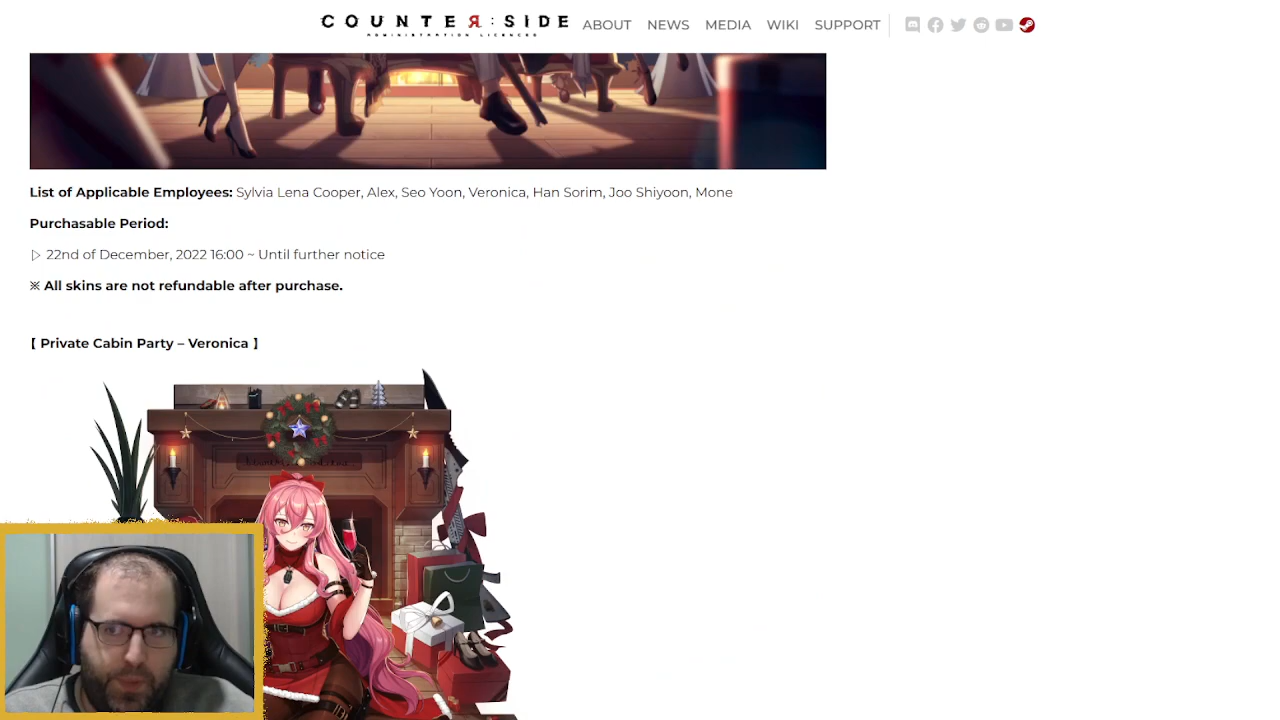 COUNTER:SIDE
ADMINISTRATION LICENCED
ABOUT NEWS MEDIA WIKI SUPPORT
List of Applicable Employees: Sylvia Lena Cooper, Alex, Seo Yoon, Veronica, Han Sorim, Joo Shiyoon, Mone
Purchasable Period:
▷ 22nd of December, 2022 16:00 ~ Until further notice
※ All skins are not refundable after purchase.
【 Private Cabin Party – Veronica 】